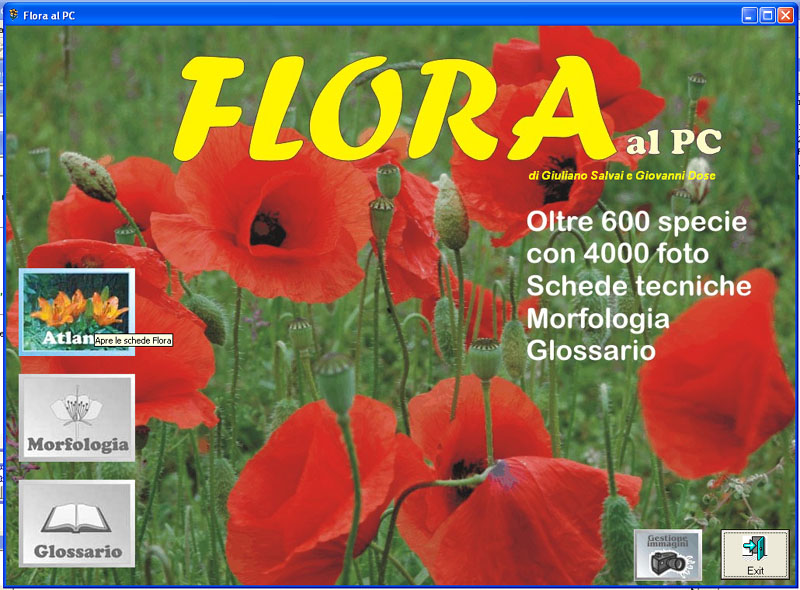 Flora al PC
FLORA al PC
di Giuliano Salvai e Giovanni Dose
Oltre 600 specie
con 4000 foto
Schede tecniche
Morfologia
Glossario
Atlan
Apre le schede Flora
Morfologia
Glossario
Gestione
immagini
Exit